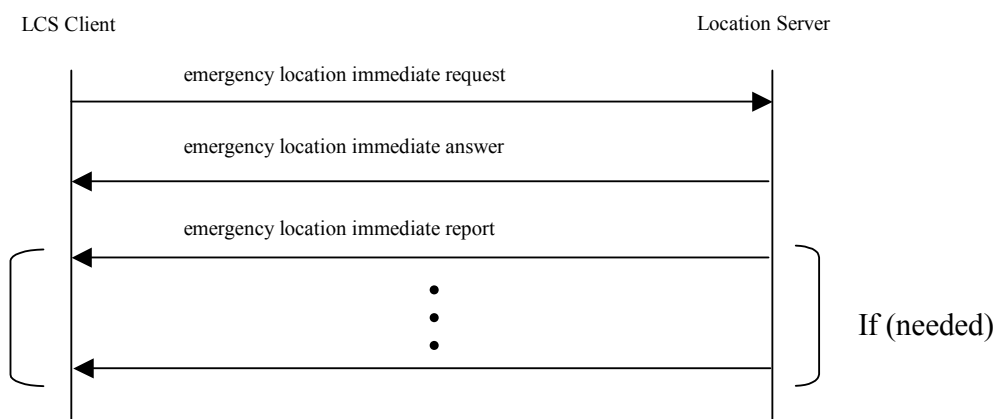 LCS Client
Location Server
emergency location immediate request
emergency location immediate answer
emergency location immediate report
If (needed)